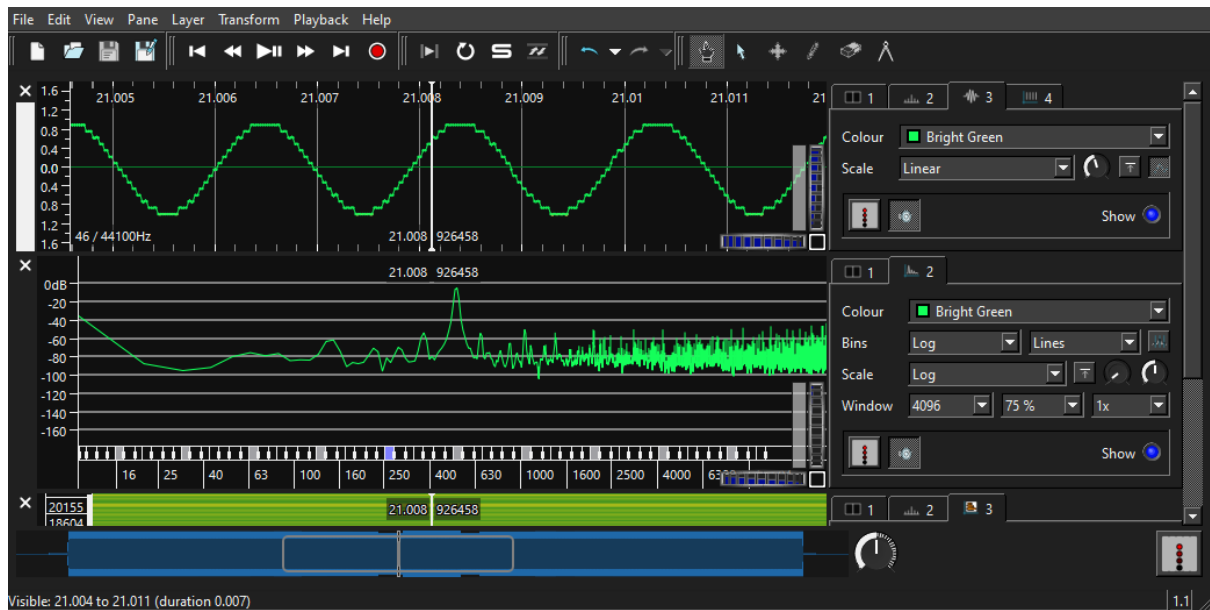 File Edit View Pane Layer Transform Playback Help
1.6 21.005 21.006 21.007 21.008 21.009 21.01 21.011 21
1.2
0.8
0.4
0.0
0.4
0.8
1.2
1.6 46 / 44100Hz 21.008 926458
1 2 3 4
Colour Bright Green
Scale Linear
Show
21.008 926458
0dB
-20
-40
-60
-80
-100
-120
-140
-160
16 25 40 63 100 160 250 400 630 1000 1600 2500 4000
1 2
Colour Bright Green
Bins Log Lines
Scale Log
Window 4096 75 % 1x
Show
20155 21.008 926458
18604
1 2 3
Visible: 21.004 to 21.011 (duration 0.007) 1.1